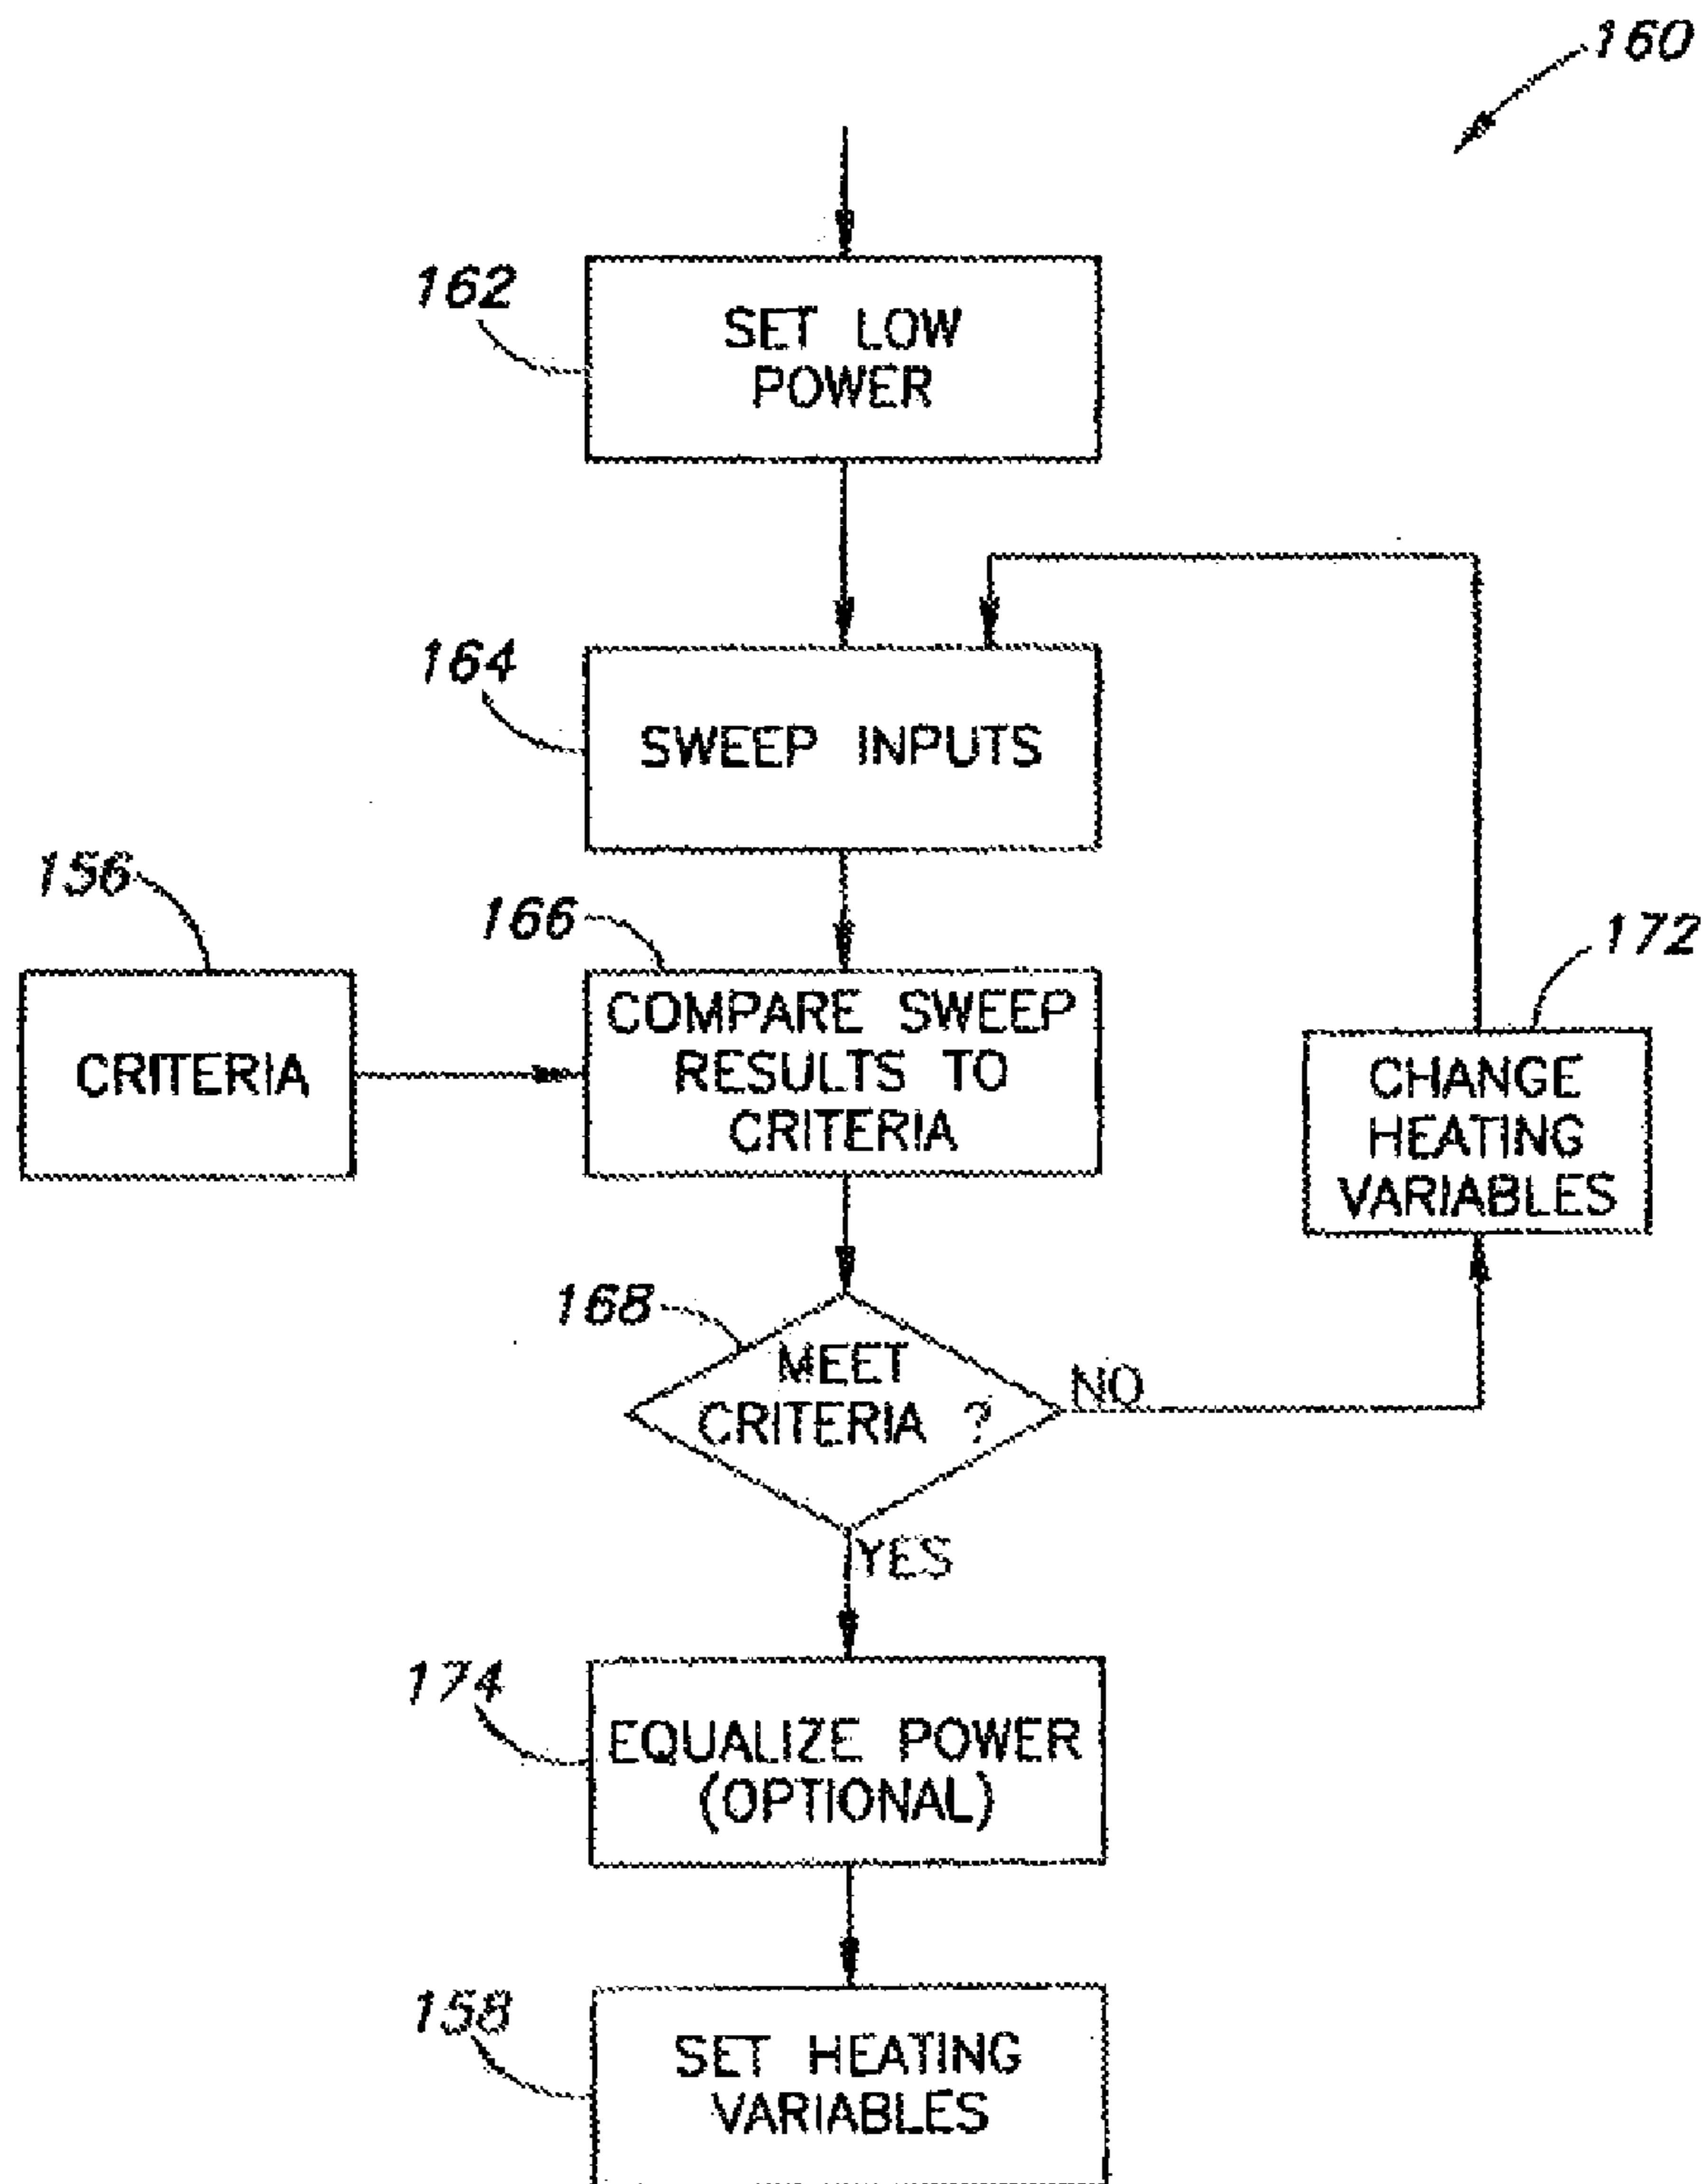 160
162
SET LOW
POWER
164
SWEEP INPUTS
156
CRITERIA
166
COMPARE SWEEP
RESULTS TO
CRITERIA
172
CHANGE
HEATING
VARIABLES
168
MEET
CRITERIA ?
NO
YES
174
EQUALIZE POWER
(OPTIONAL)
158
SET HEATING
VARIABLES